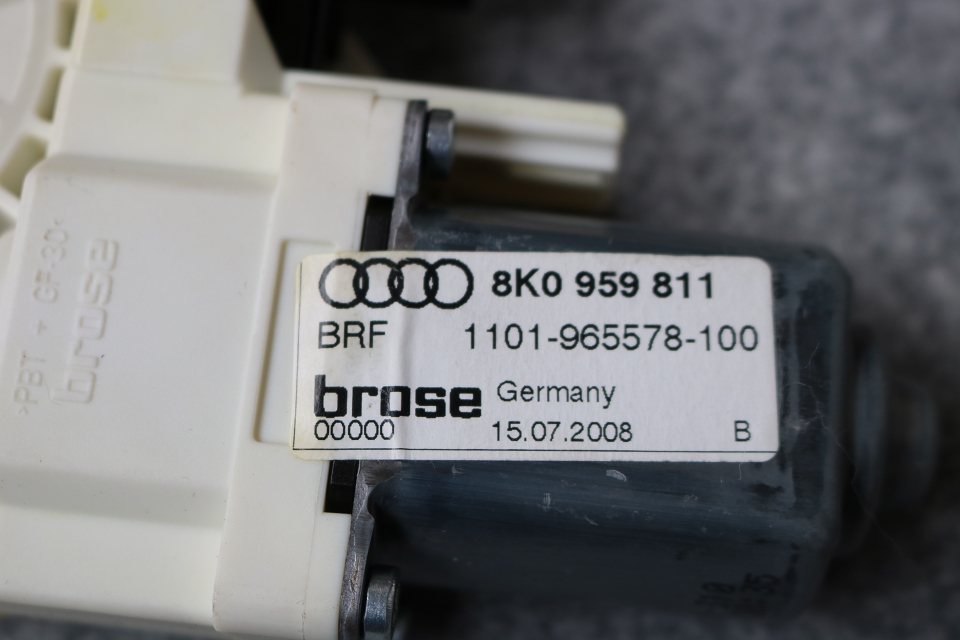 8K0 959 811
BRF 1101-965578-100
brose Germany
00000 15.07.2008 B
>PBT + GF-30<
brose